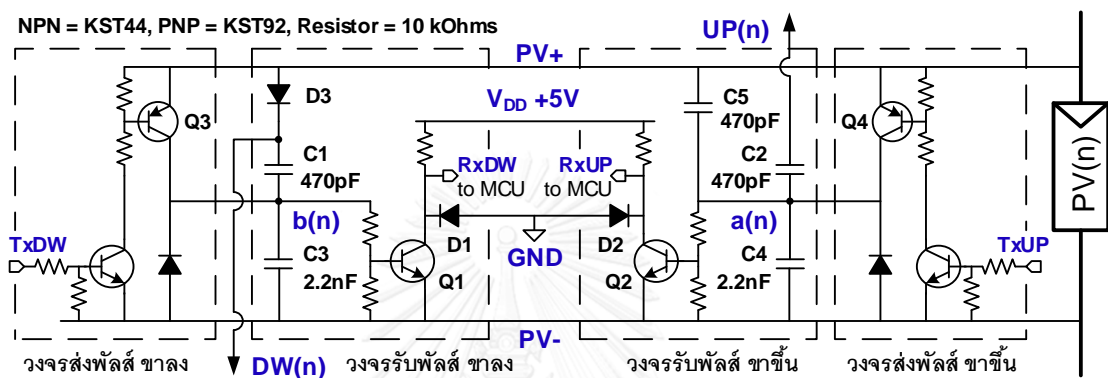 NPN = KST44, PNP = KST92, Resistor = 10 kOhms
UP(n)
PV+
D3
V_DD +5V
C5
470pF
Q3
Q4
C1
470pF
RxDW
to MCU
RxUP
to MCU
C2
470pF
PV(n)
b(n)
a(n)
TxDW
D1
GND
D2
TxUP
C3
2.2nF
Q1
Q2
C4
2.2nF
PV-
วงจรส่งพัลส์ ขาลง
DW(n)
วงจรรับพัลส์ ขาลง
วงจรรับพัลส์ ขาขึ้น
วงจรส่งพัลส์ ขาขึ้น